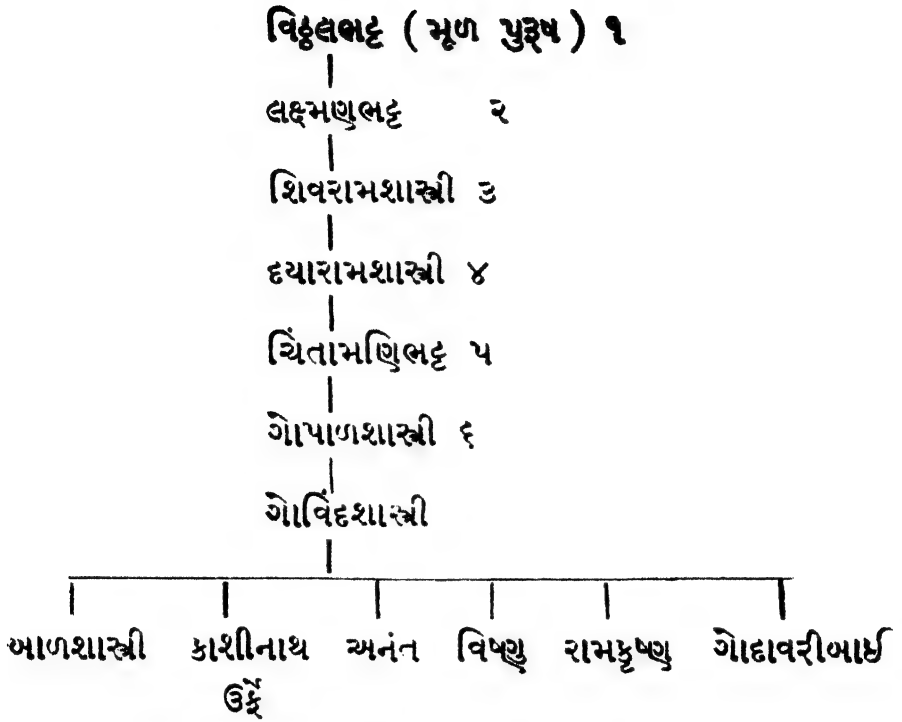 વિઠ્ઠલભટ્ટ ( મૂળ પુરૂષ ) ૧
લક્ષ્મણભટ્ટ ૨
શિવરામશાસ્ત્રી ૩
દયારામશાસ્ત્રી ૪
ચિંતામણિભટ્ટ ૫
ગોપાળશાસ્ત્રી ૬
ગોવિંદશાસ્ત્રી
બાળશાસ્ત્રી કાશીનાથ અનંત વિષ્ણુ રામકૃષ્ણ ગોદાવરીબાઈ
ઉર્ફે